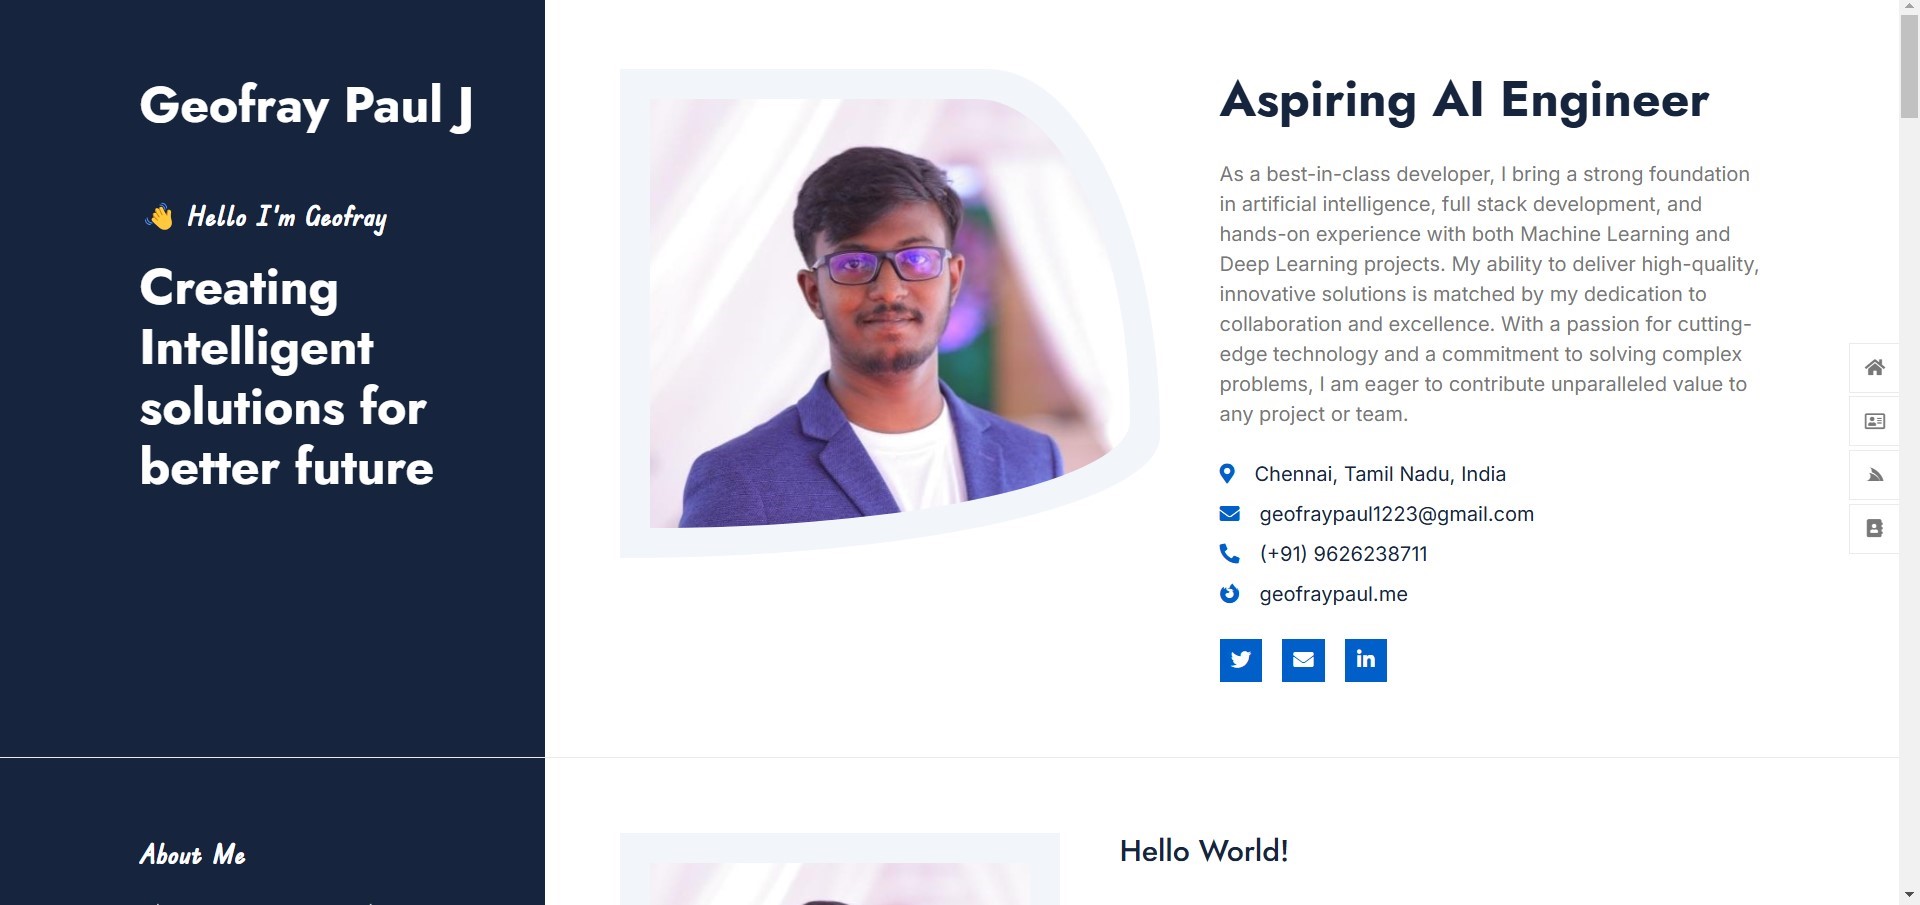 Geofray Paul J
👋 Hello I'm Geofray
Creating
Intelligent
solutions for
better future
Aspiring AI Engineer
As a best-in-class developer, I bring a strong foundation
in artificial intelligence, full stack development, and
hands-on experience with both Machine Learning and
Deep Learning projects. My ability to deliver high-quality,
innovative solutions is matched by my dedication to
collaboration and excellence. With a passion for cutting-
edge technology and a commitment to solving complex
problems, I am eager to contribute unparalleled value to
any project or team.
Chennai, Tamil Nadu, India
geofraypaul1223@gmail.com
(+91) 9626238711
geofraypaul.me
in
About Me
Hello World!